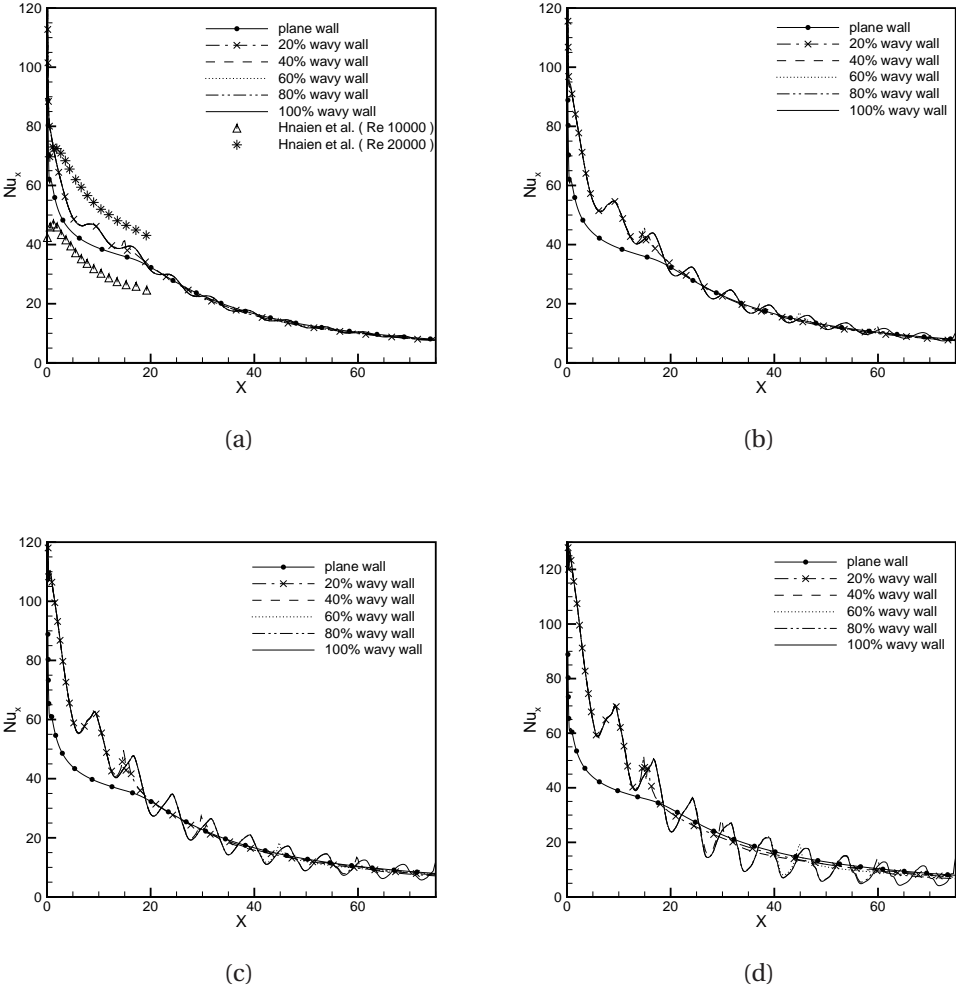 120
100
80
60
40
20
0
Nu_x
0 20 40 60
X
plane wall
20% wavy wall
40% wavy wall
60% wavy wall
80% wavy wall
100% wavy wall
Hnaien et al. ( Re 10000 )
Hnaien et al. ( Re 20000 )
(a)
120
100
80
60
40
20
0
Nu_x
0 20 40 60
X
plane wall
20% wavy wall
40% wavy wall
60% wavy wall
80% wavy wall
100% wavy wall
(b)
120
100
80
60
40
20
0
Nu_x
0 20 40 60
X
plane wall
20% wavy wall
40% wavy wall
60% wavy wall
80% wavy wall
100% wavy wall
(c)
120
100
80
60
40
20
0
Nu_x
0 20 40 60
X
plane wall
20% wavy wall
40% wavy wall
60% wavy wall
80% wavy wall
100% wavy wall
(d)